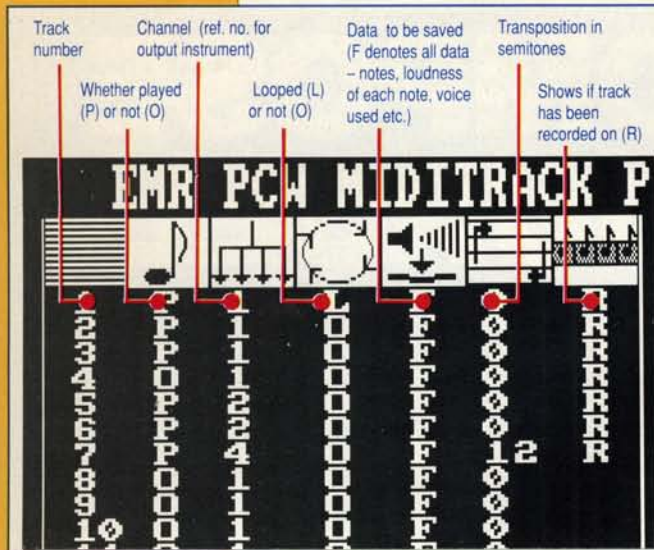 Track
number
Channel (ref. no. for
output instrument)
Data to be saved
(F denotes all data
– notes, loudness
of each note, voice
used etc.)
Transposition in
semitones
Whether played
(P) or not (O)
Looped (L)
or not (O)
Shows if track
has been
recorded on (R)
EMR PCW MIDITRACK P
2 P 1 O F 0 R
3 P 1 O F 0 R
4 O 1 O F 0 R
5 P 2 O F 0 R
6 P 2 O F 0 R
7 P 4 O F 12 R
8 O 1 O F 0
9 O 1 O F 0
10 O 1 O F 0